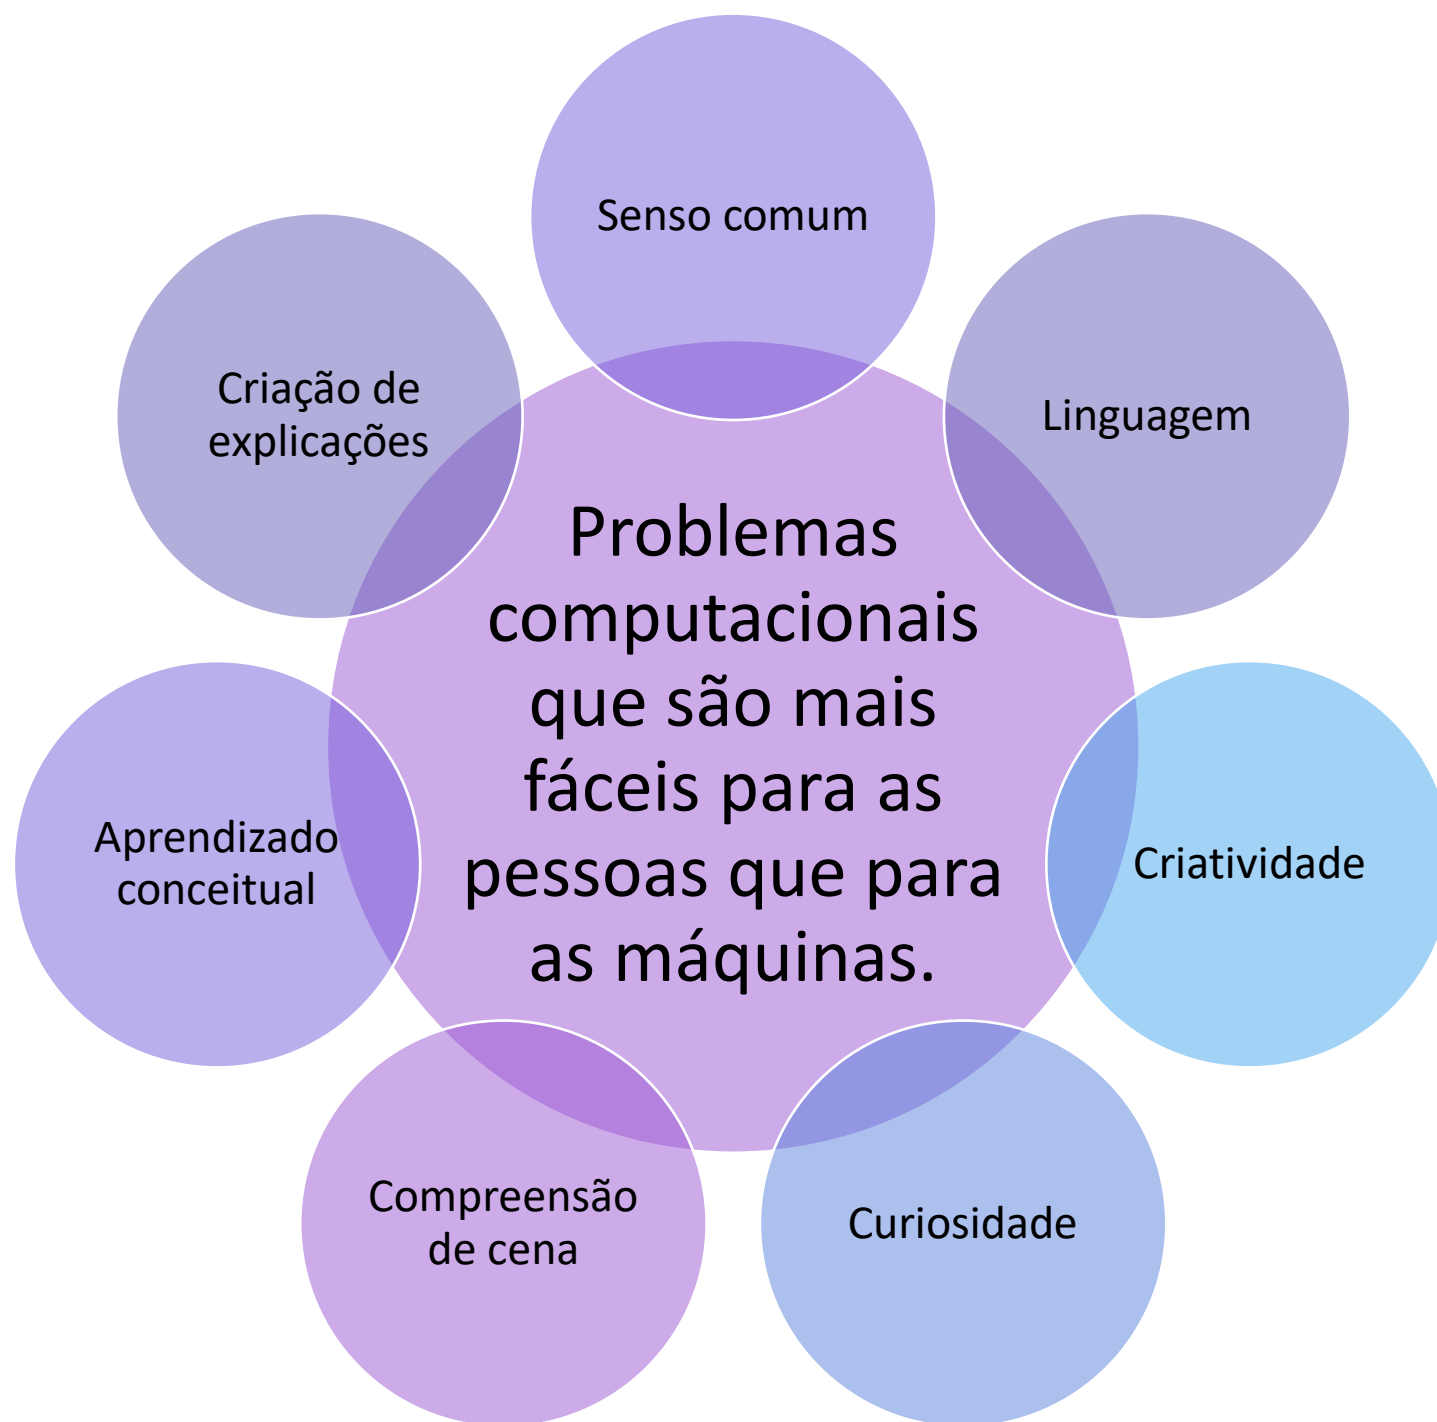 Senso comum
Linguagem
Criatividade
Curiosidade
Compreensão
de cena
Aprendizado
conceitual
Criação de
explicações
Problemas
computacionais
que são mais
fáceis para as
pessoas que para
as máquinas.